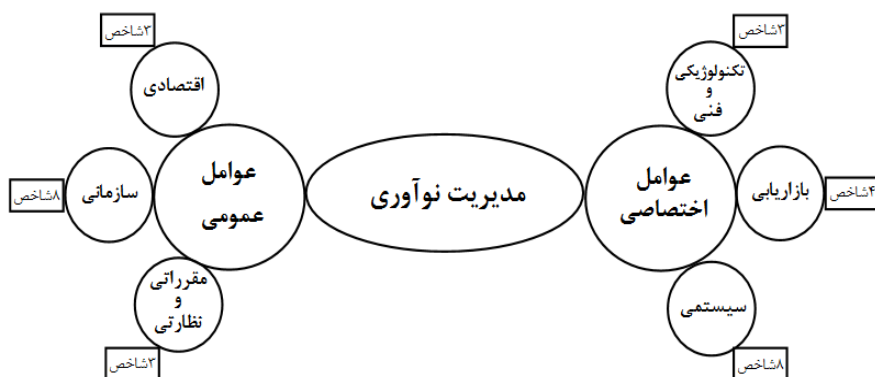 ۳شاخص
تکنولوژیکی
و
فنی
عوامل
اختصاصی
بازاریابی
۴شاخص
سیستمی
۸شاخص
مدیریت نوآوری
۳شاخص
اقتصادی
عوامل
عمومی
سازمانی
۸شاخص
مقرراتی
و
نظارتی
۳شاخص